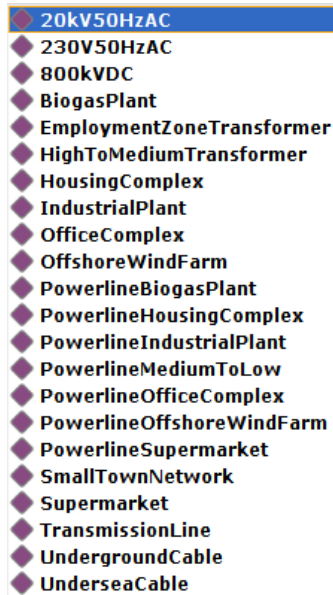 20kV50HzAC
230V50HzAC
800kVDC
BiogasPlant
EmploymentZoneTransformer
HighToMediumTransformer
HousingComplex
IndustrialPlant
OfficeComplex
OffshoreWindFarm
PowerlineBiogasPlant
PowerlineHousingComplex
PowerlineIndustrialPlant
PowerlineMediumToLow
PowerlineOfficeComplex
PowerlineOffshoreWindFarm
PowerlineSupermarket
SmallTownNetwork
Supermarket
TransmissionLine
UndergroundCable
UnderseaCable